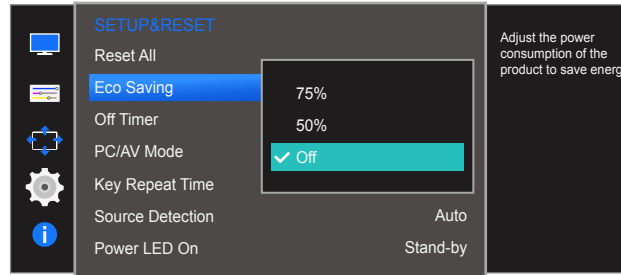 SETUP&RESET
Reset All
Eco Saving
Off Timer
PC/AV Mode
Key Repeat Time
Source Detection Auto
Power LED On Stand-by
75%
50%
Off
Adjust the power
consumption of the
product to save energ